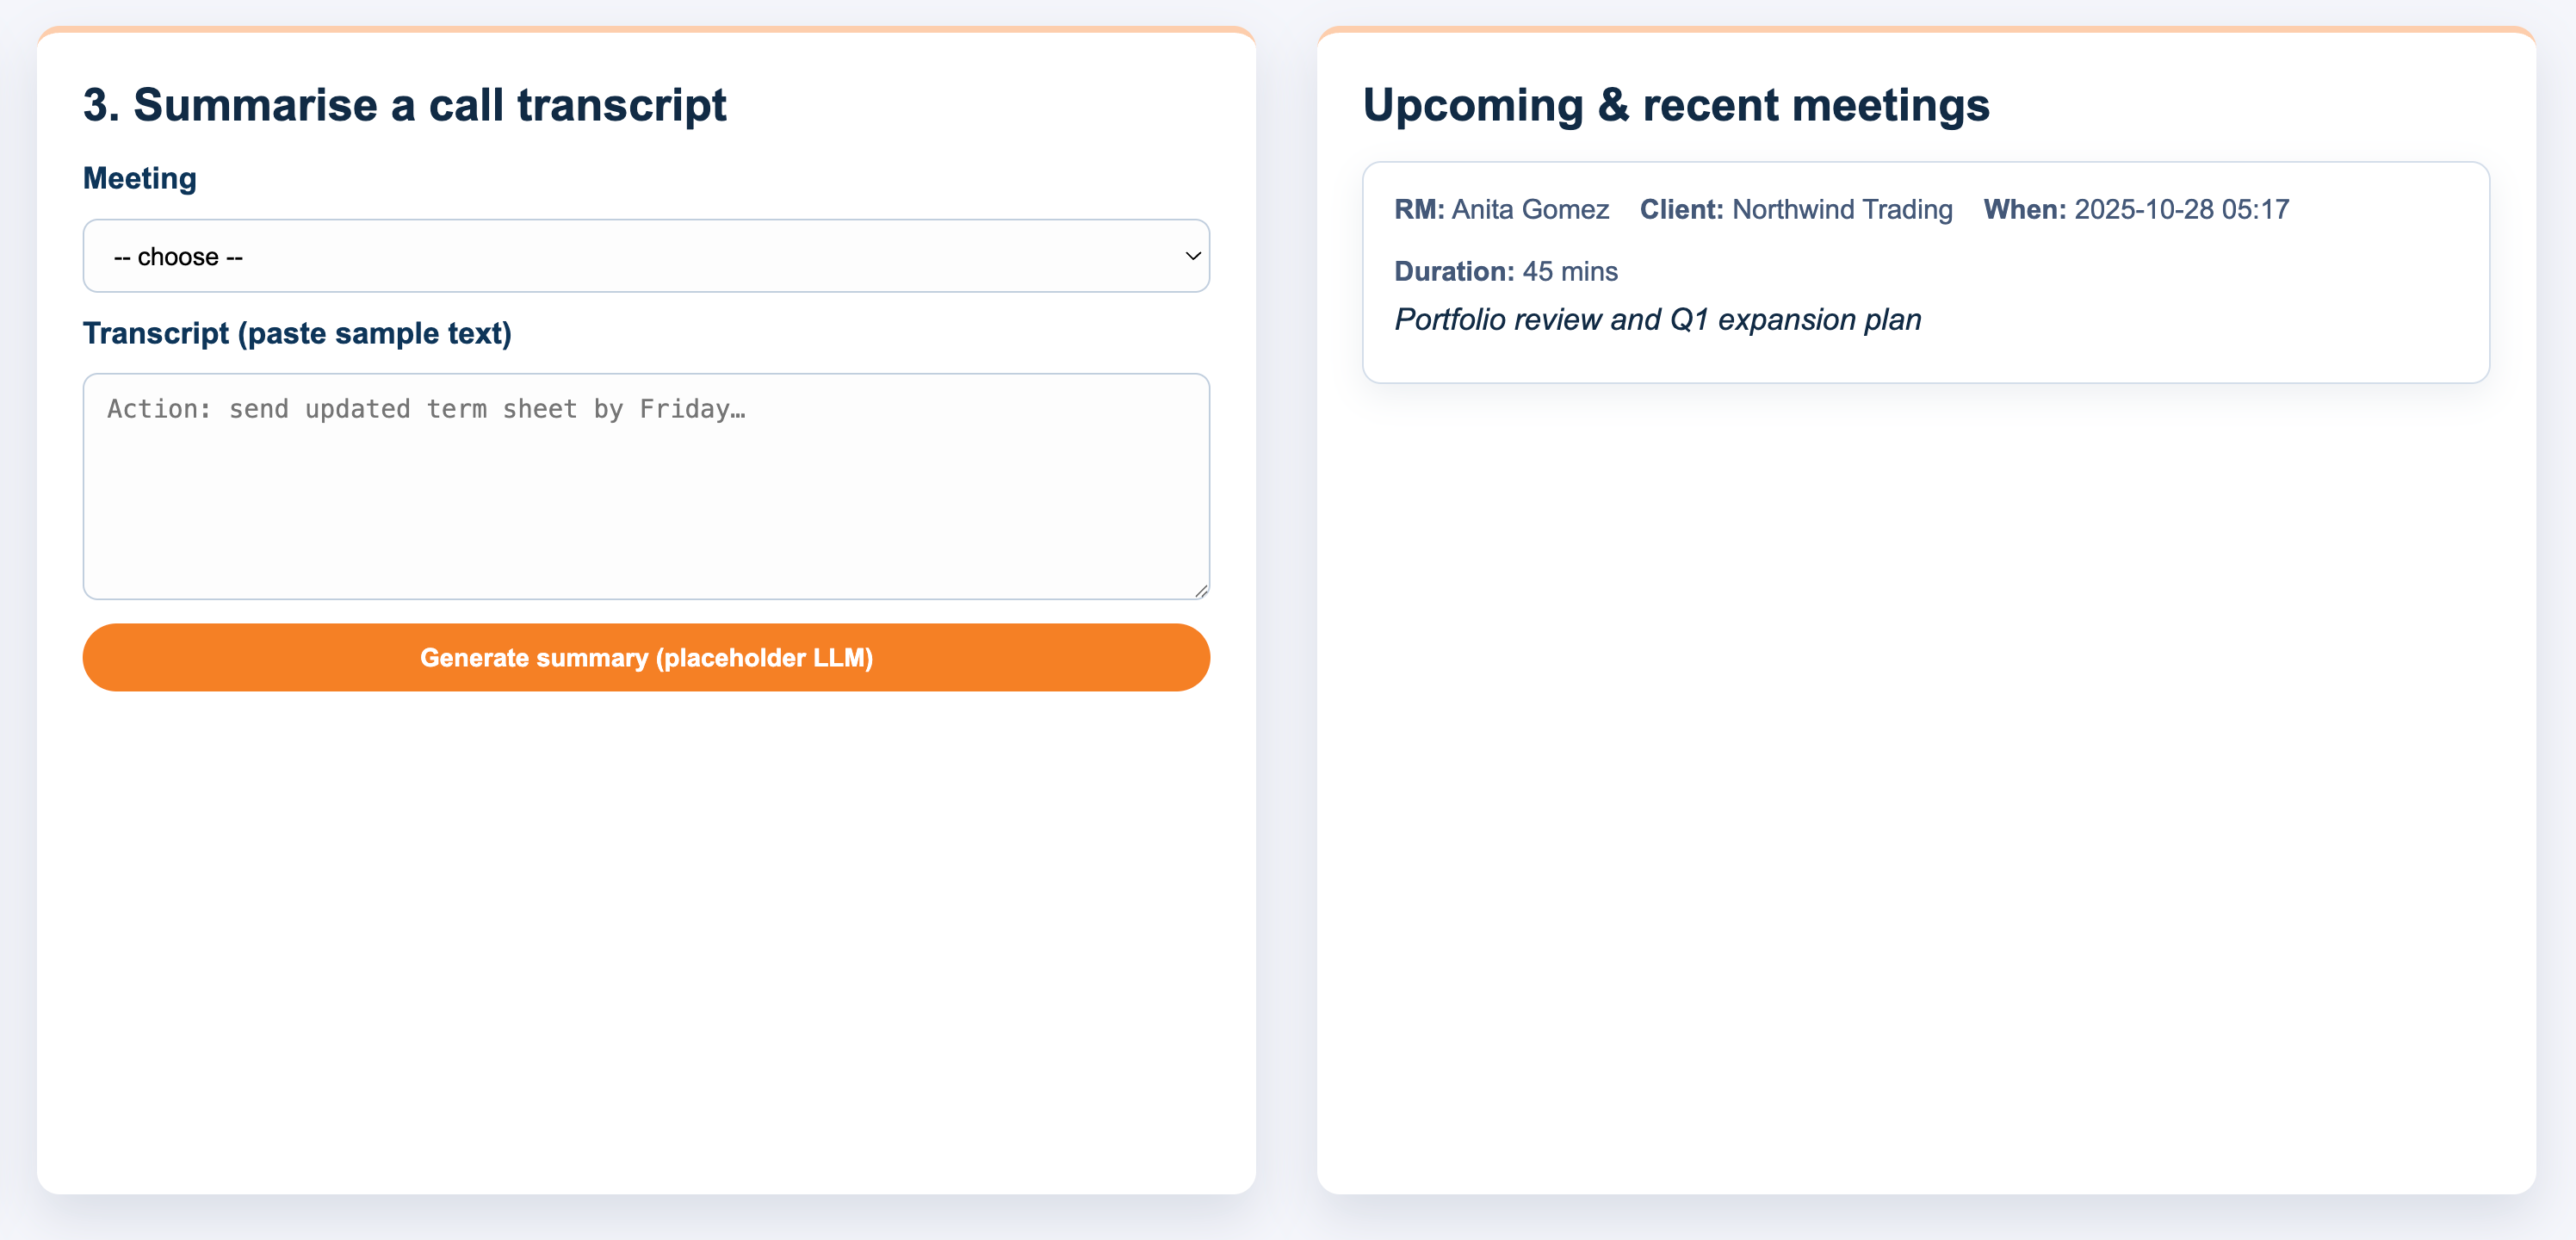 3. Summarise a call transcript
Meeting
-- choose --
Transcript (paste sample text)
Action: send updated term sheet by Friday…
Generate summary (placeholder LLM)
Upcoming & recent meetings
RM: Anita Gomez Client: Northwind Trading When: 2025-10-28 05:17
Duration: 45 mins
Portfolio review and Q1 expansion plan